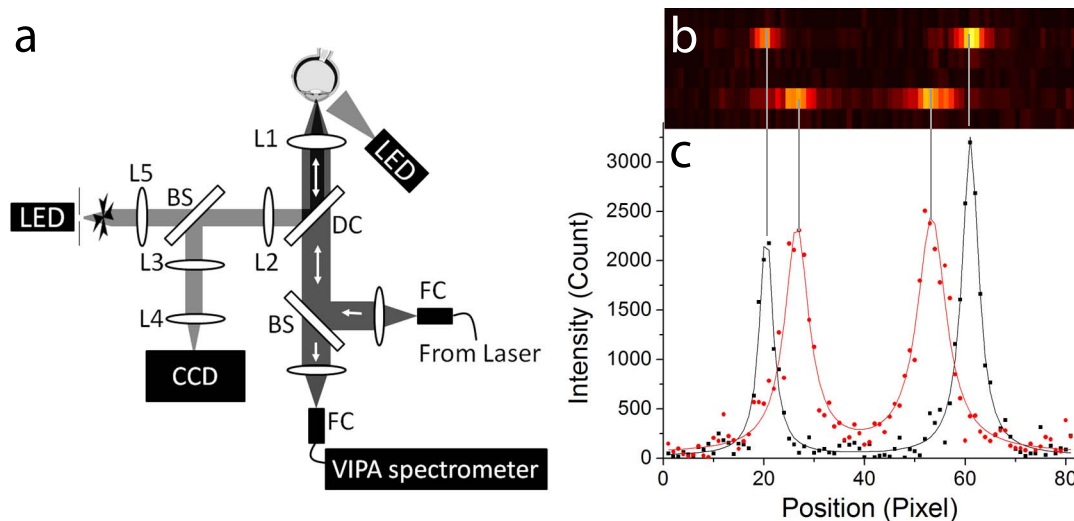 a
LED
L5
BS
L3
L4
CCD
L2
L1
LED
DC
BS
FC
From Laser
FC
VIPA spectrometer
b
c
Intensity (Count)
3000
2500
2000
1500
1000
500
0
0
20
40
60
80
Position (Pixel)